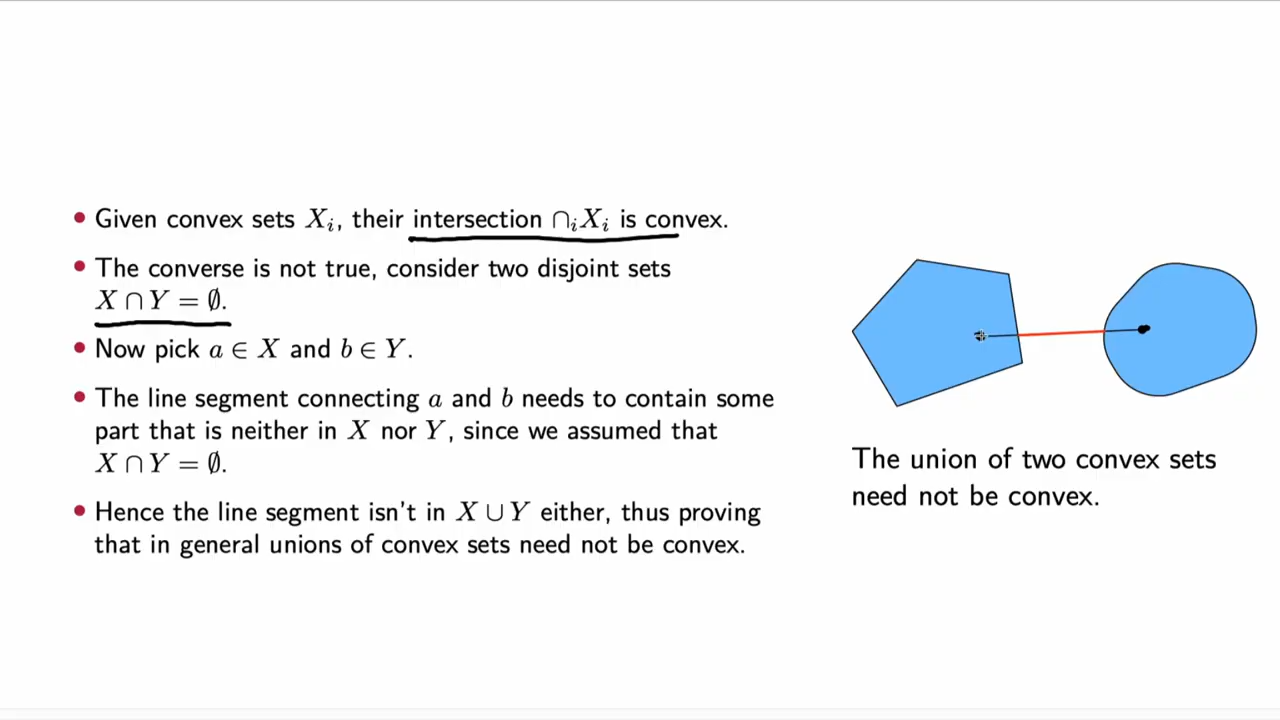 • Given convex sets Xᵢ, their intersection ∩ᵢXᵢ is convex.
• The converse is not true, consider two disjoint sets
X ∩ Y = ∅.
• Now pick a ∈ X and b ∈ Y.
• The line segment connecting a and b needs to contain some
part that is neither in X nor Y, since we assumed that
X ∩ Y = ∅.
• Hence the line segment isn't in X ∪ Y either, thus proving
that in general unions of convex sets need not be convex.
The union of two convex sets
need not be convex.